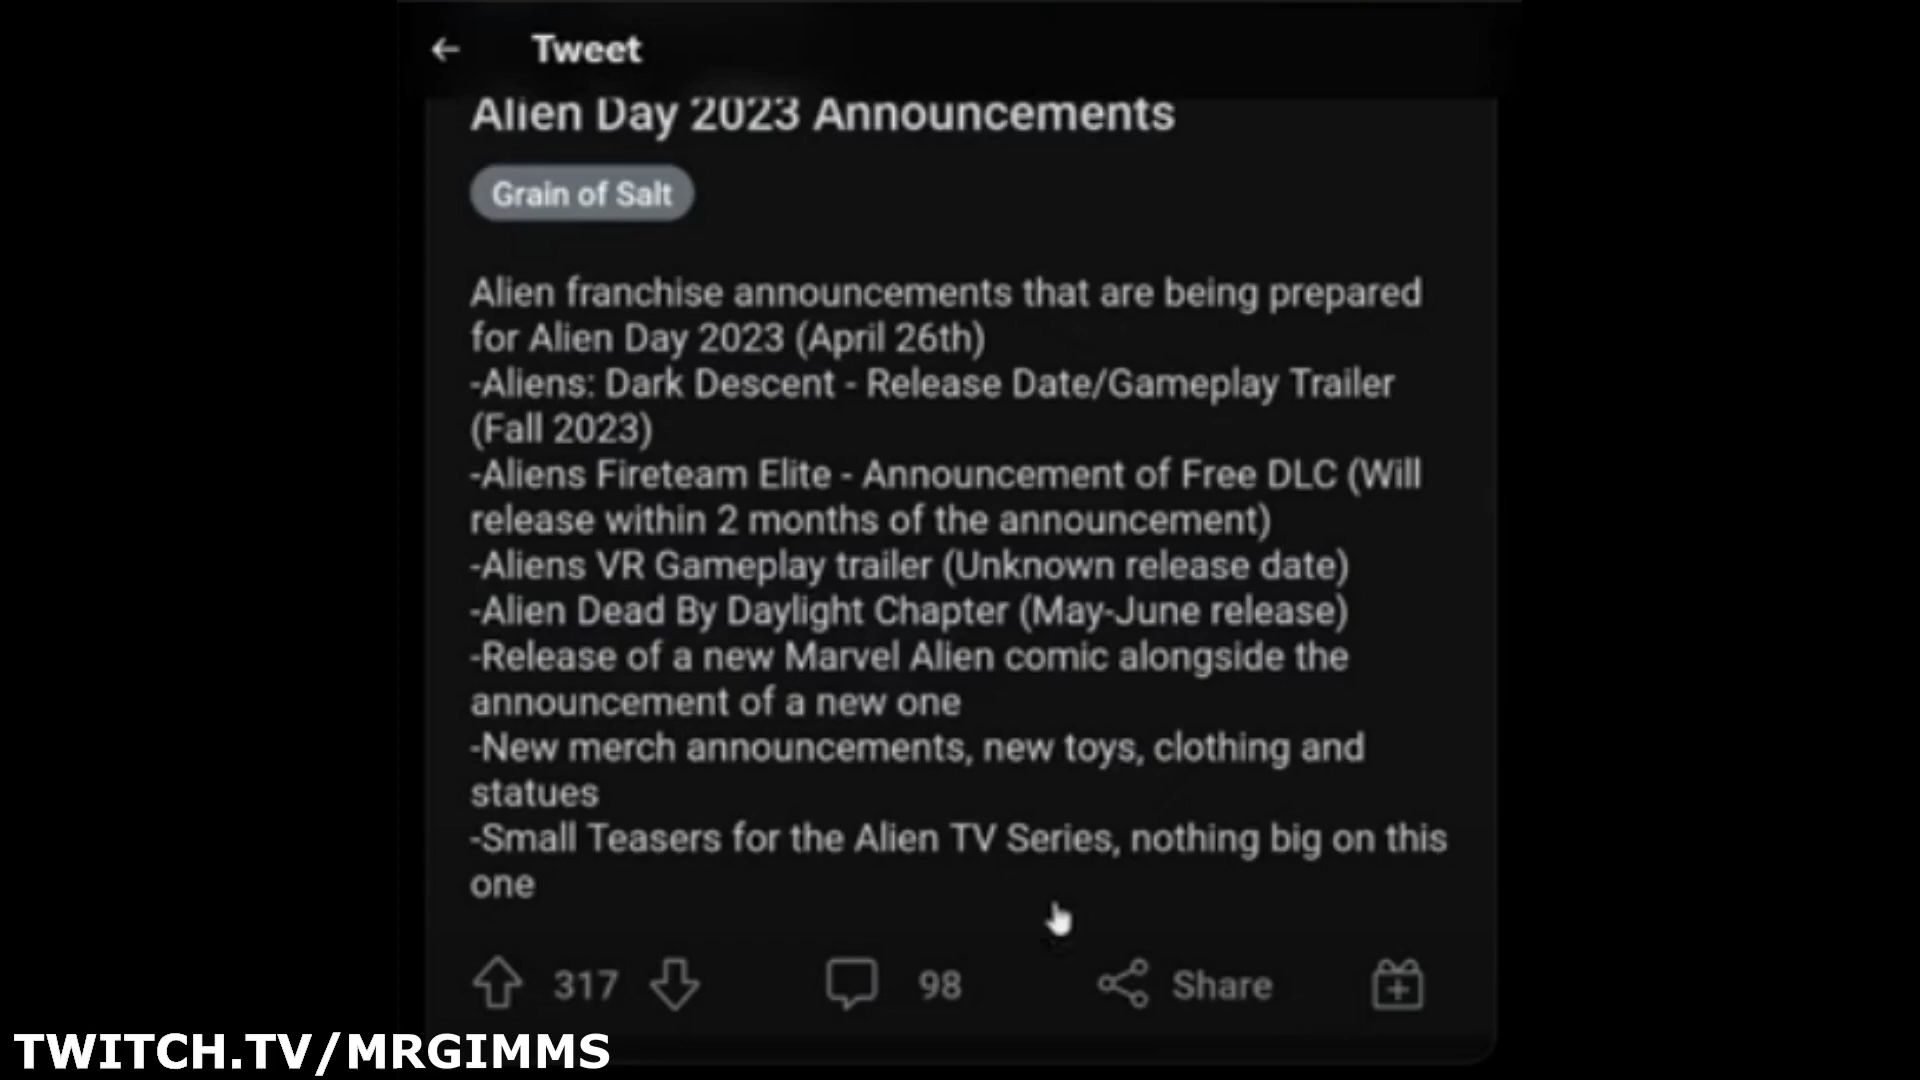 Tweet
Alien Day 2023 Announcements
Grain of Salt
Alien franchise announcements that are being prepared
for Alien Day 2023 (April 26th)
-Aliens: Dark Descent - Release Date/Gameplay Trailer
(Fall 2023)
-Aliens Fireteam Elite - Announcement of Free DLC (Will
release within 2 months of the announcement)
-Aliens VR Gameplay trailer (Unknown release date)
-Alien Dead By Daylight Chapter (May-June release)
-Release of a new Marvel Alien comic alongside the
announcement of a new one
-New merch announcements, new toys, clothing and
statues
-Small Teasers for the Alien TV Series, nothing big on this
one
317 98 Share
TWITCH.TV/MRGIMMS